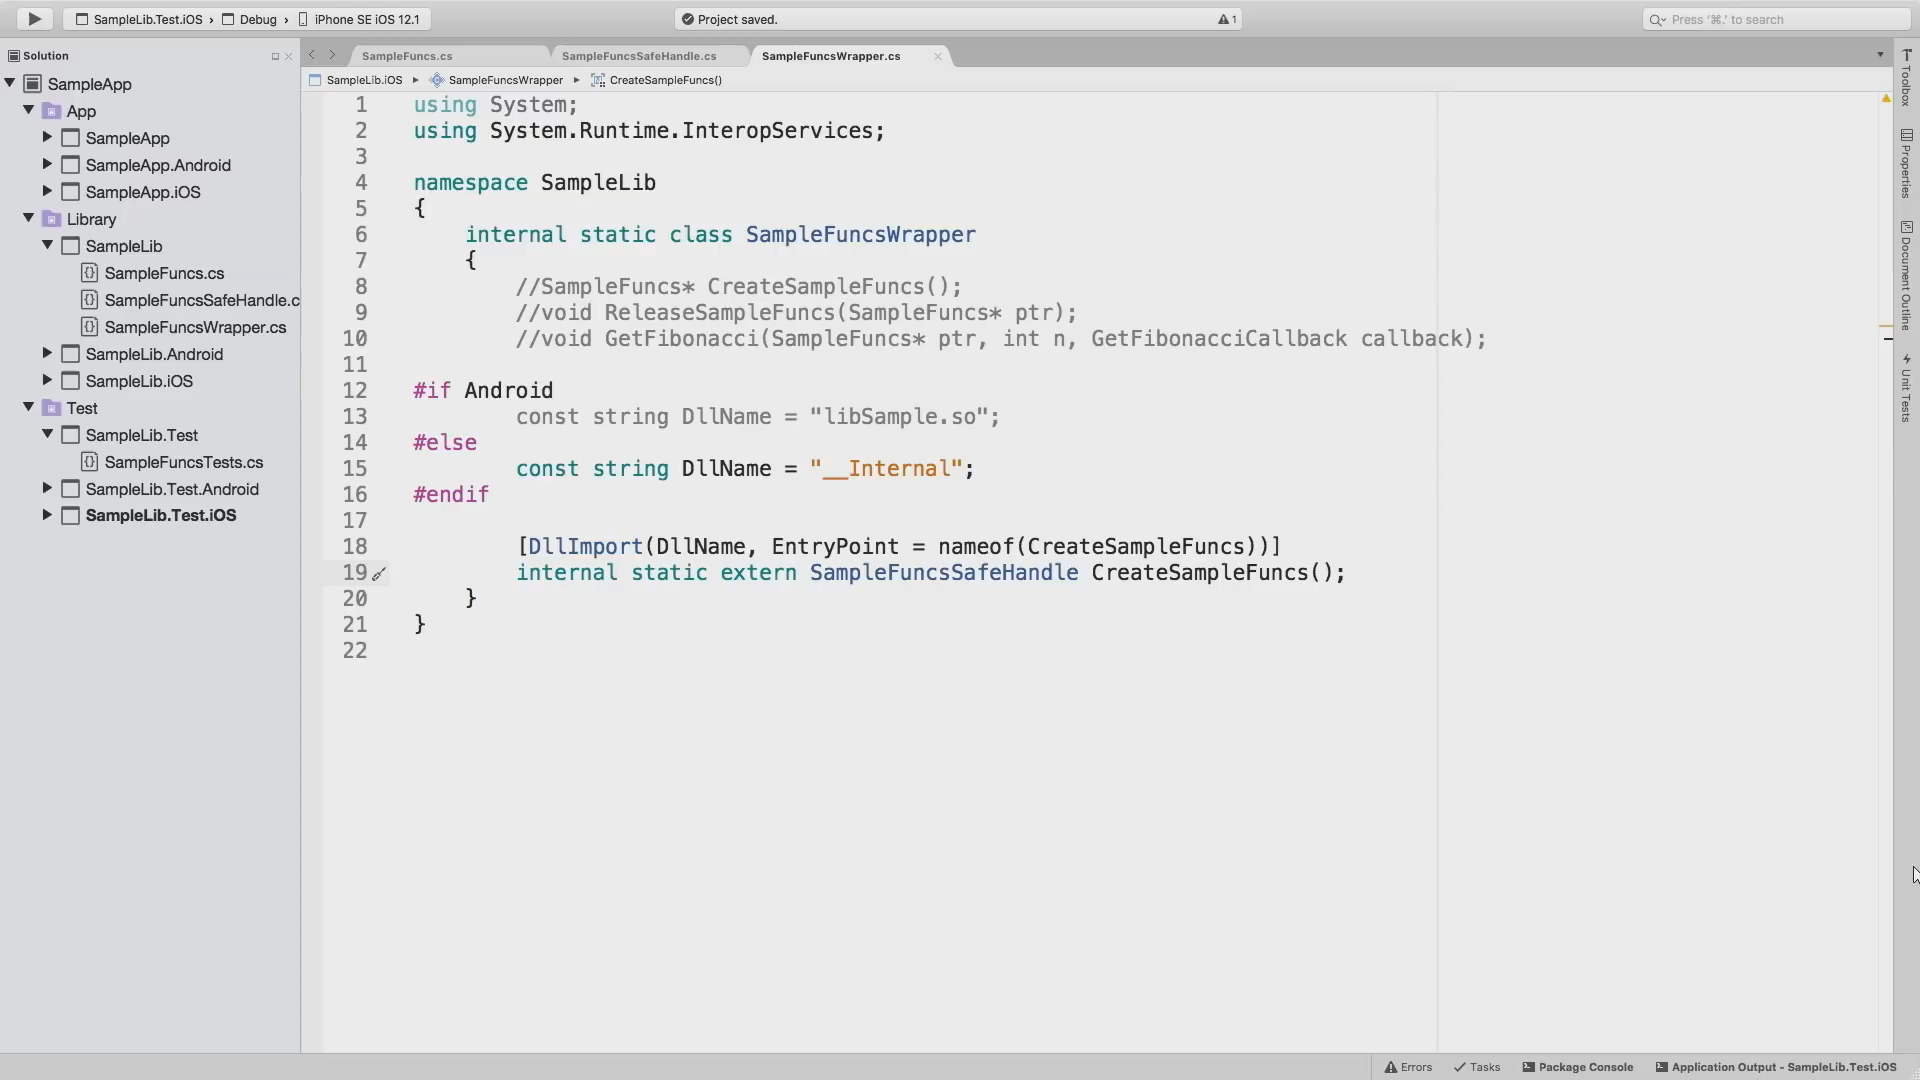 SampleLib.Test.iOS › Debug › iPhone SE iOS 12.1
Project saved.
1
Press '⌘.' to search
Solution
SampleFuncs.cs
SampleFuncsSafeHandle.cs
SampleFuncsWrapper.cs
SampleLib.iOS ▸ SampleFuncsWrapper ▸ CreateSampleFuncs()
SampleApp
App
SampleApp
SampleApp.Android
SampleApp.iOS
Library
SampleLib
SampleFuncs.cs
SampleFuncsSafeHandle.c
SampleFuncsWrapper.cs
SampleLib.Android
SampleLib.iOS
Test
SampleLib.Test
SampleFuncsTests.cs
SampleLib.Test.Android
SampleLib.Test.iOS
1 using System;
2 using System.Runtime.InteropServices;
3
4 namespace SampleLib
5 {
6 internal static class SampleFuncsWrapper
7 {
8 //SampleFuncs* CreateSampleFuncs();
9 //void ReleaseSampleFuncs(SampleFuncs* ptr);
10 //void GetFibonacci(SampleFuncs* ptr, int n, GetFibonacciCallback callback);
11
12 #if Android
13 const string DllName = "libSample.so";
14 #else
15 const string DllName = "__Internal";
16 #endif
17
18 [DllImport(DllName, EntryPoint = nameof(CreateSampleFuncs))]
19 internal static extern SampleFuncsSafeHandle CreateSampleFuncs();
20 }
21 }
22
Toolbox
Properties
Document Outline
Unit Tests
Errors
Tasks
Package Console
Application Output - SampleLib.Test.iOS